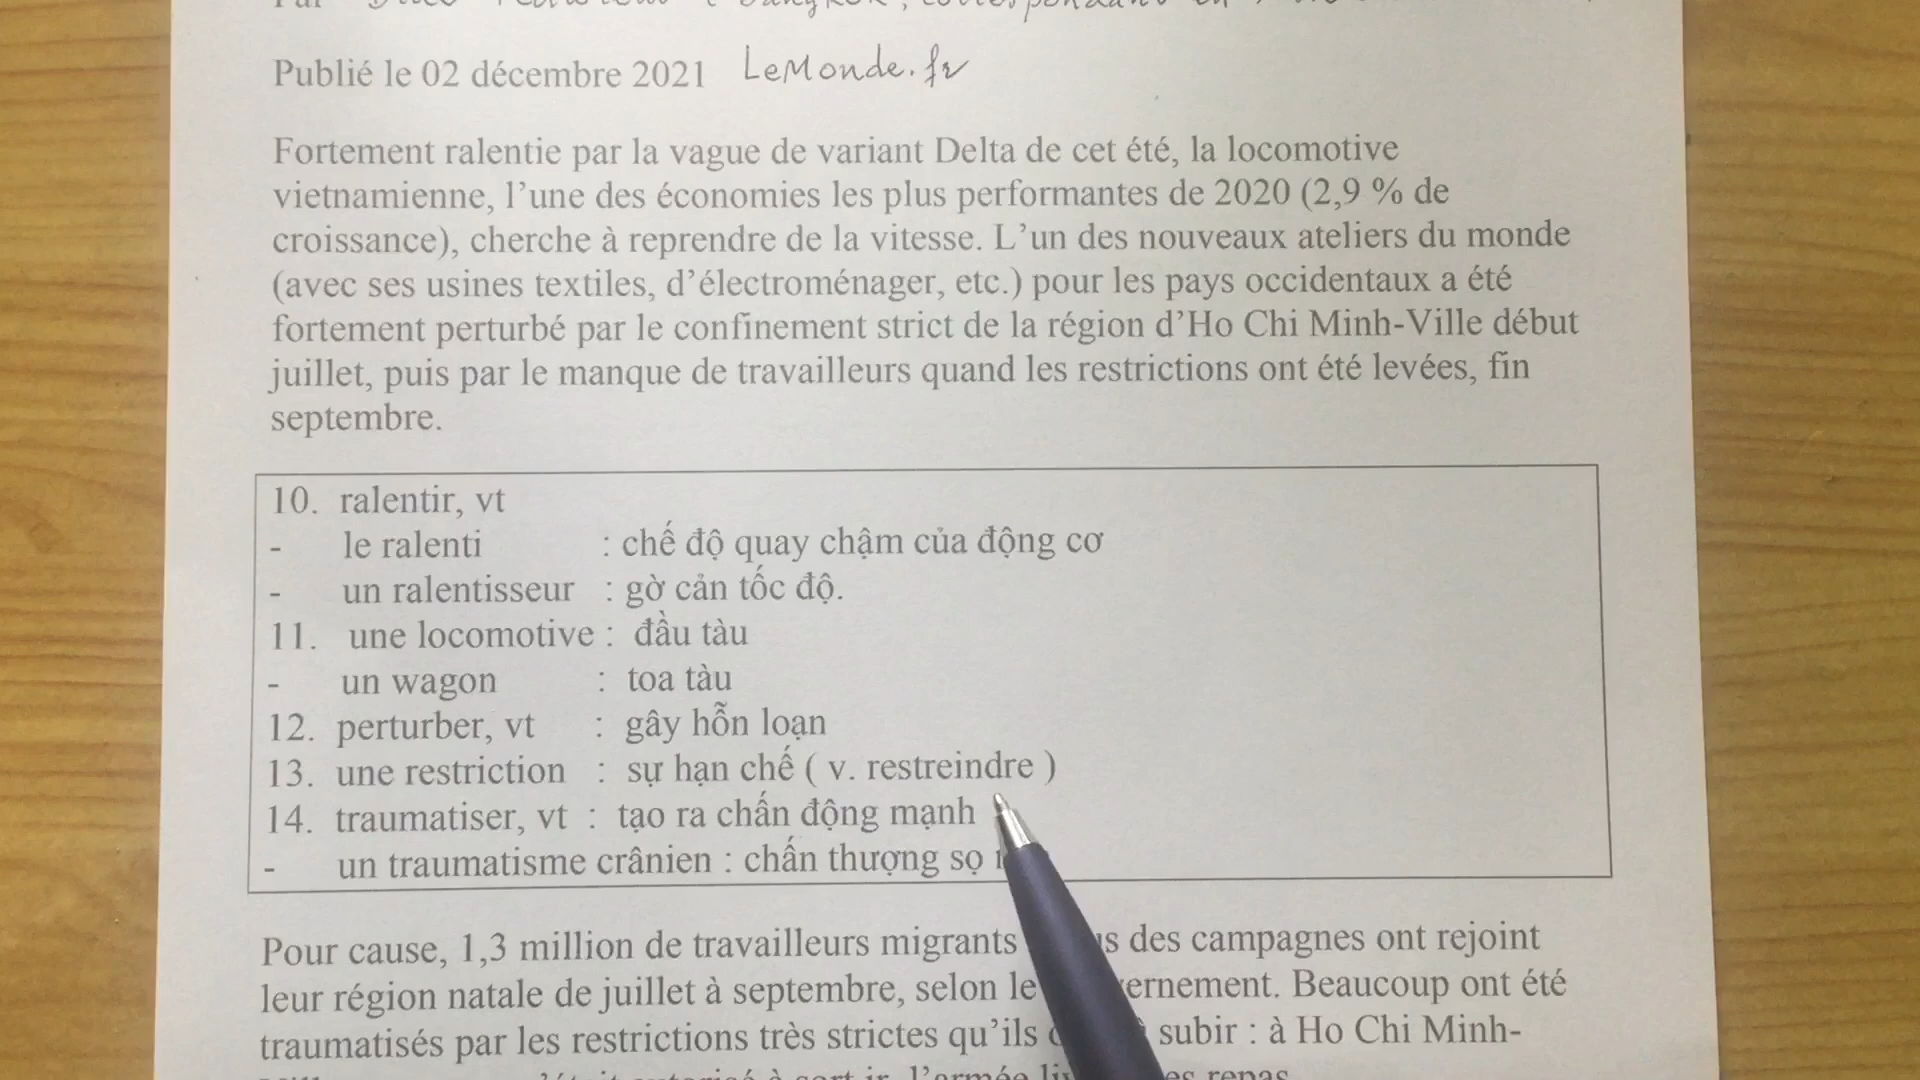 Par
Publié le 02 décembre 2021 LeMonde.fr
Fortement ralentie par la vague de variant Delta de cet été, la locomotive
vietnamienne, l’une des économies les plus performantes de 2020 (2,9 % de
croissance), cherche à reprendre de la vitesse. L’un des nouveaux ateliers du monde
(avec ses usines textiles, d’électroménager, etc.) pour les pays occidentaux a été
fortement perturbé par le confinement strict de la région d’Ho Chi Minh-Ville début
juillet, puis par le manque de travailleurs quand les restrictions ont été levées, fin
septembre.
10. ralentir, vt
- le ralenti : chế độ quay chậm của động cơ
- un ralentisseur : gờ cản tốc độ.
11. une locomotive : đầu tàu
- un wagon : toa tàu
12. perturber, vt : gây hỗn loạn
13. une restriction : sự hạn chế ( v. restreindre )
14. traumatiser, vt : tạo ra chấn động mạnh
- un traumatisme crânien : chấn thượng sọ
Pour cause, 1,3 million de travailleurs migrants des campagnes ont rejoint
leur région natale de juillet à septembre, selon le Beaucoup ont été
traumatisés par les restrictions très strictes qu’ils subir : à Ho Chi Minh-